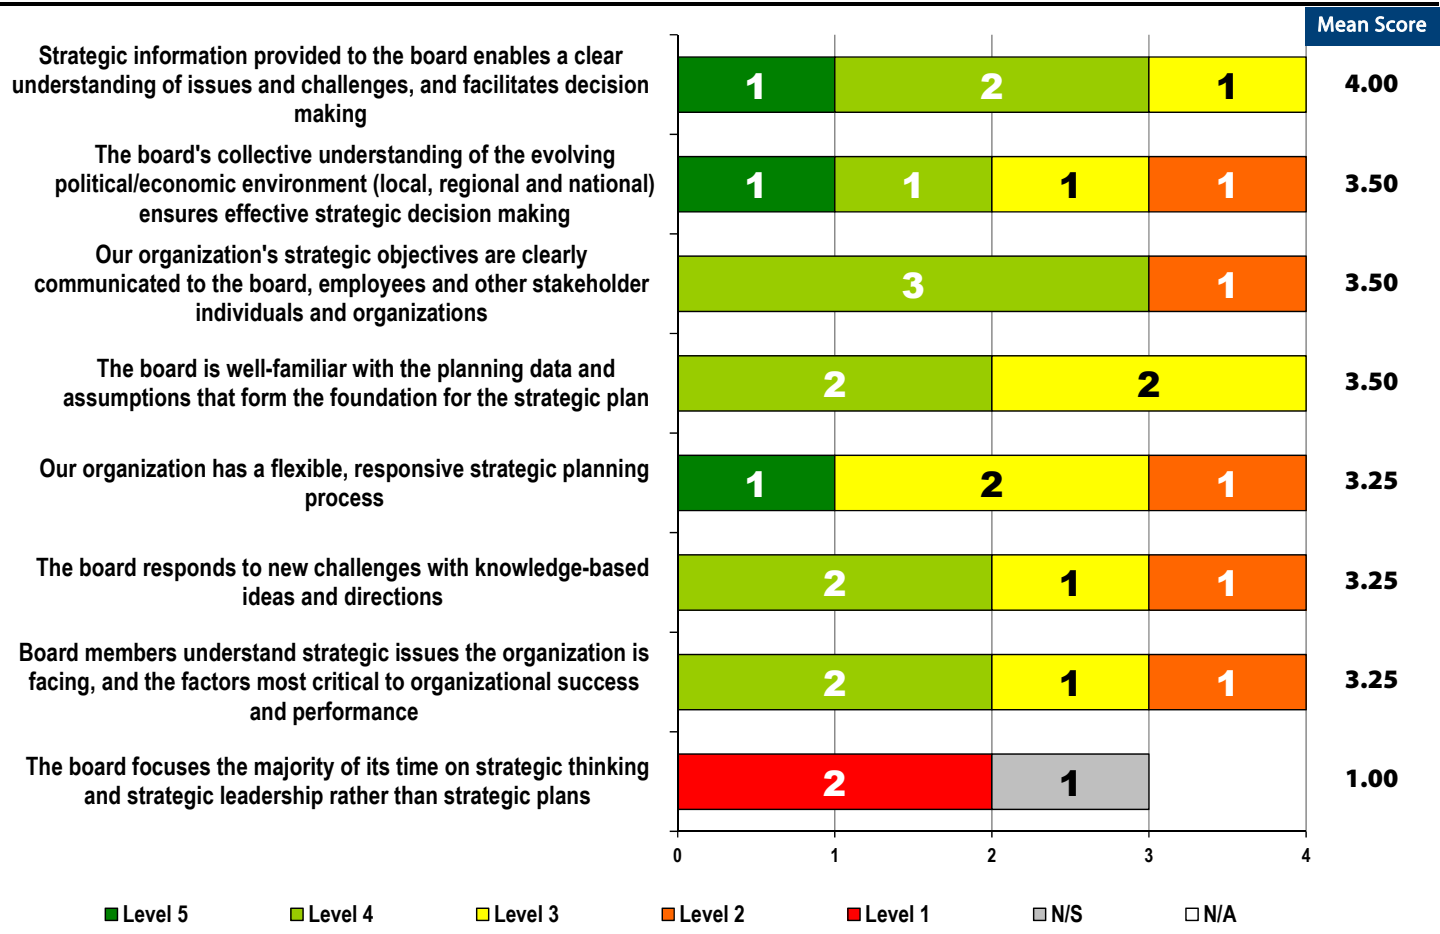 Mean Score
Strategic information provided to the board enables a clear
understanding of issues and challenges, and facilitates decision
making
1 2 1
4.00
The board's collective understanding of the evolving
political/economic environment (local, regional and national)
ensures effective strategic decision making
1 1 1 1
3.50
Our organization's strategic objectives are clearly
communicated to the board, employees and other stakeholder
individuals and organizations
3 1
3.50
The board is well-familiar with the planning data and
assumptions that form the foundation for the strategic plan
2 2
3.50
Our organization has a flexible, responsive strategic planning
process
1 2 1
3.25
The board responds to new challenges with knowledge-based
ideas and directions
2 1 1
3.25
Board members understand strategic issues the organization is
facing, and the factors most critical to organizational success
and performance
2 1 1
3.25
The board focuses the majority of its time on strategic thinking
and strategic leadership rather than strategic plans
2 1
1.00
0 1 2 3 4
Level 5 Level 4 Level 3 Level 2 Level 1 N/S N/A